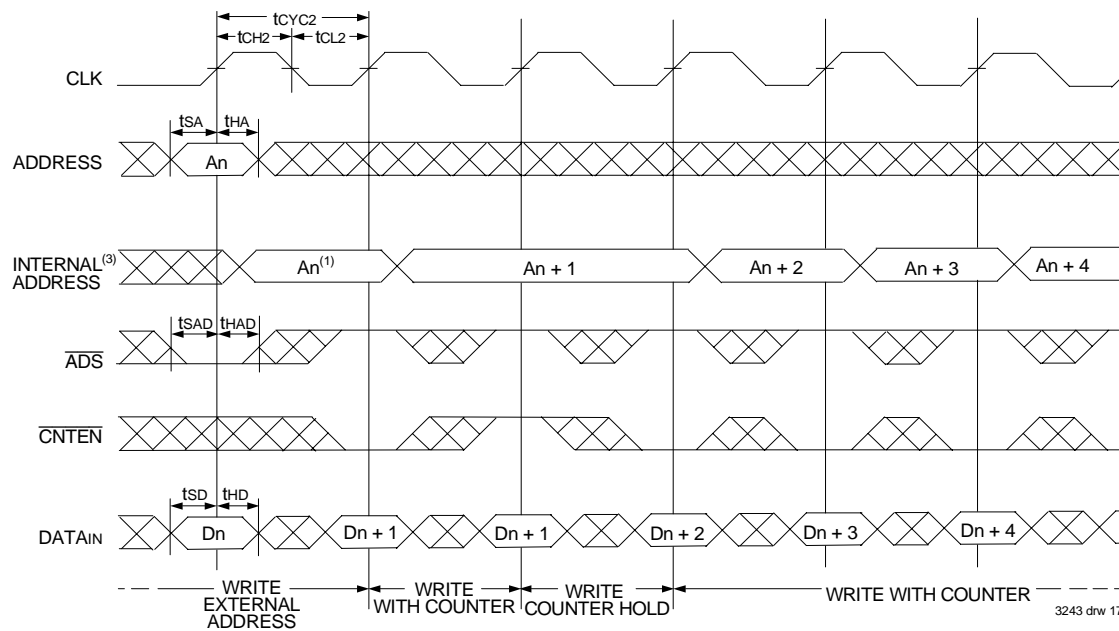 tCYC2
tCH2 tCL2
CLK
tSA tHA
ADDRESS An
INTERNAL(3) ADDRESS An(1) An + 1 An + 2 An + 3 An + 4
tSAD tHAD
ADS
CNTEN
tSD tHD
DATAIN Dn Dn + 1 Dn + 1 Dn + 2 Dn + 3 Dn + 4
WRITE EXTERNAL ADDRESS
WRITE WITH COUNTER
WRITE COUNTER HOLD
WRITE WITH COUNTER
3243 drw 17